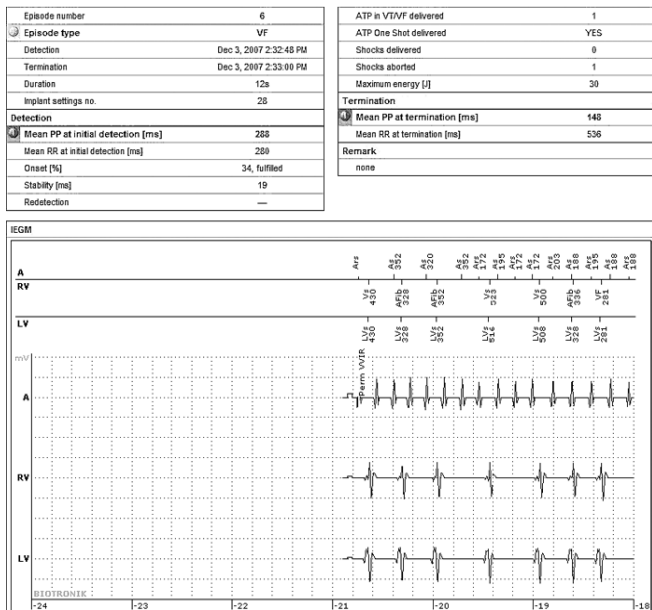 Episode number 6
Episode type VF
Detection Dec 3, 2007 2:32:48 PM
Termination Dec 3, 2007 2:33:00 PM
Duration 12s
Implant settings no. 28
Detection
Mean PP at initial detection [ms] 288
Mean RR at initial detection [ms] 280
Onset [%] 34, fulfilled
Stability [ms] 19
Redetection —
ATP in VT/VF delivered 1
ATP One Shot delivered YES
Shocks delivered 0
Shocks aborted 1
Maximum energy [J] 30
Termination
Mean PP at termination [ms] 148
Mean RR at termination [ms] 536
Remark
none
IEGM
A Ars As 352 As 320 As 352 Ars 172 As 195 Ars 172 As 172 Ars 203 As 188 Ars 195 As 188 Ars 188
RV Vs 430 AFib 328 AFib 352 Vs 523 Vs 500 AFib 336 VF 281
LV LVs 430 LVs 328 LVs 352 LVs 516 LVs 508 LVs 328 LVs 281
mV
Perm VVIR
A
RV
LV
BIOTRONIK
-24 -23 -22 -21 -20 -19 -18